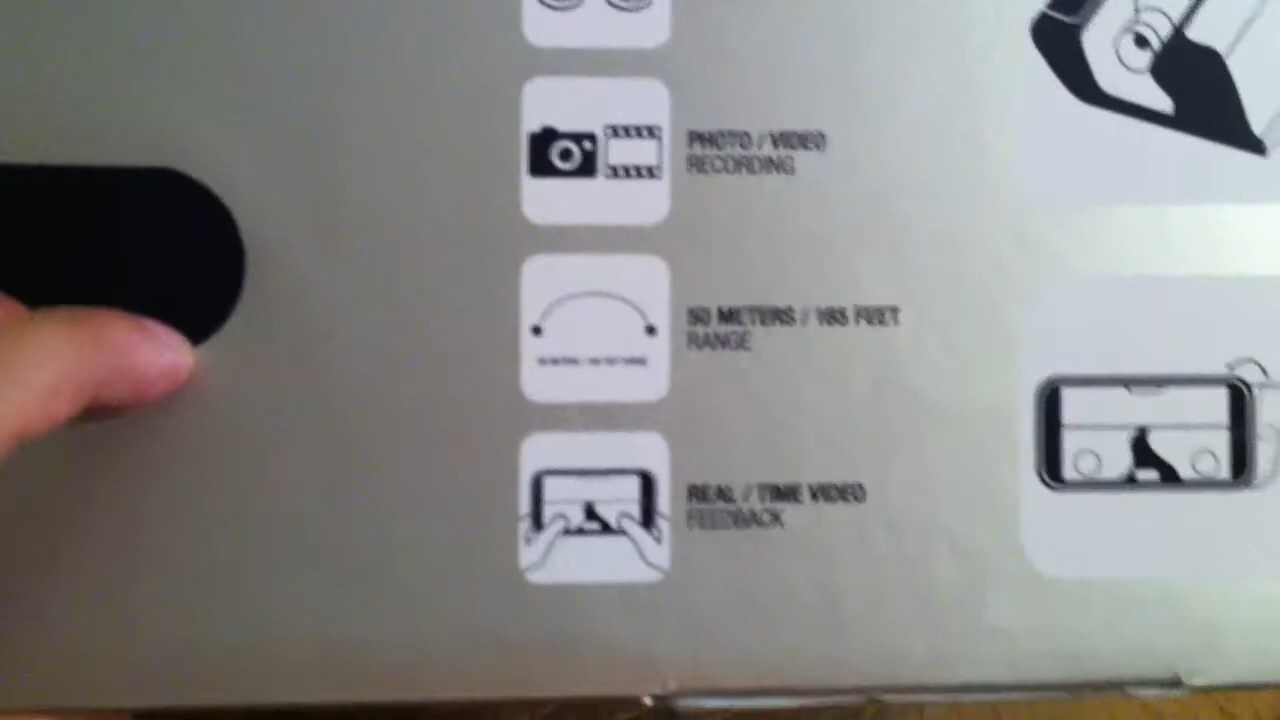 PHOTO / VIDEO
RECORDING
50 METERS / 165 FEET
RANGE
REAL / TIME VIDEO
FEEDBACK